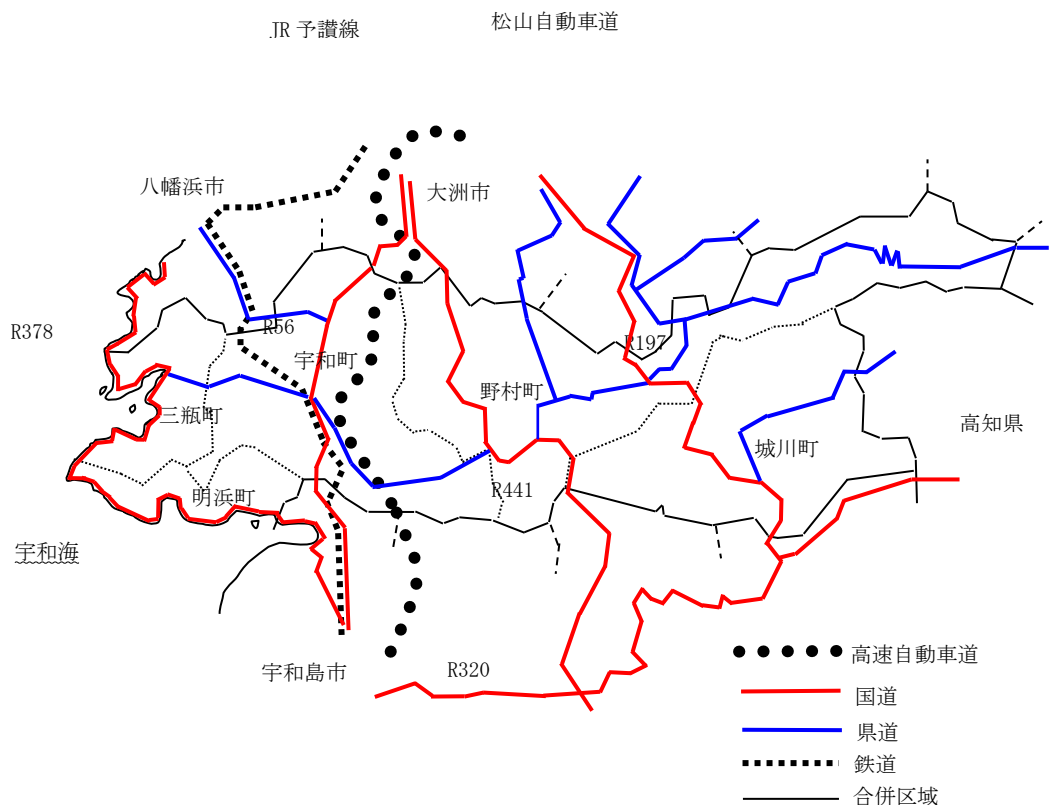 JR 予讃線
松山自動車道
八幡浜市
大洲市
R378
R56
R197
宇和町
野村町
三瓶町
高知県
城川町
明浜町
R441
宇和海
宇和島市
R320
高速自動車道
国道
県道
鉄道
合併区域